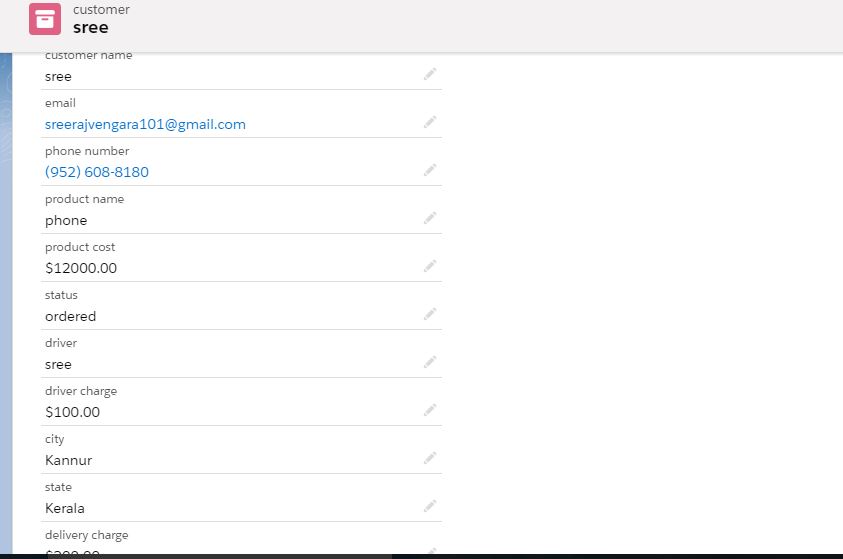 customer
sree
customer name
sree
email
sreerajvengara101@gmail.com
phone number
(952) 608-8180
product name
phone
product cost
$12000.00
status
ordered
driver
sree
driver charge
$100.00
city
Kannur
state
Kerala
delivery charge